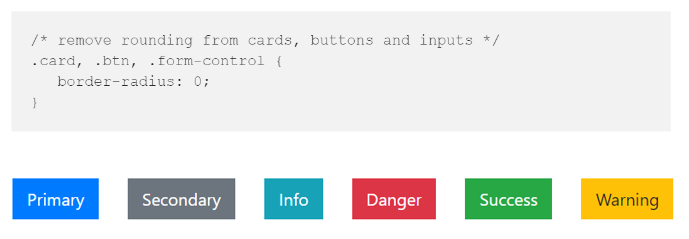 /* remove rounding from cards, buttons and inputs */
.card, .btn, .form-control {
   border-radius: 0;
}
Primary Secondary Info Danger Success Warning